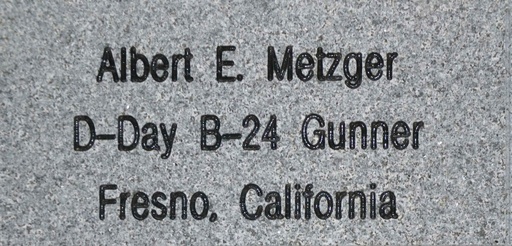 Albert E. Metzger
D-Day B-24 Gunner
Fresno, California